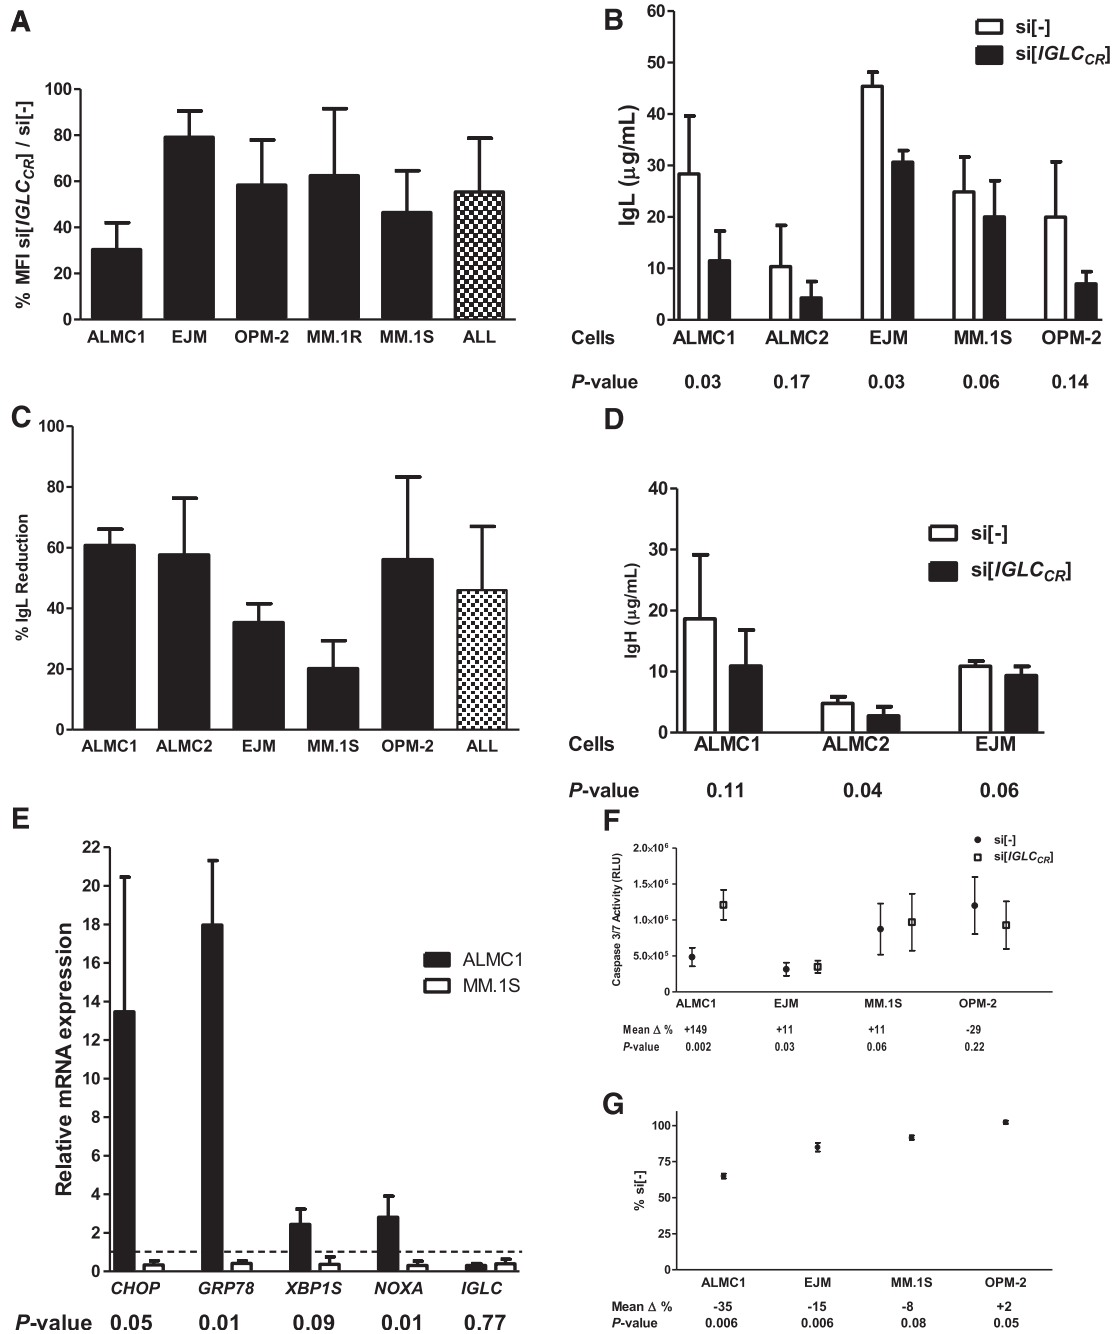 A
% MFI si[IGLC_CR] / si[-]
100
80
60
40
20
0
ALMC1 EJM OPM-2 MM.1R MM.1S ALL
B
IgL (µg/mL)
60
50
40
30
20
10
0
si[-]
si[IGLC_CR]
Cells ALMC1 ALMC2 EJM MM.1S OPM-2
P-value 0.03 0.17 0.03 0.06 0.14
C
% IgL Reduction
100
80
60
40
20
0
ALMC1 ALMC2 EJM MM.1S OPM-2 ALL
D
IgH (µg/mL)
40
30
20
10
0
si[-]
si[IGLC_CR]
Cells ALMC1 ALMC2 EJM
P-value 0.11 0.04 0.06
E
Relative mRNA expression
22
20
18
16
14
12
10
8
6
4
2
0
ALMC1
MM.1S
CHOP GRP78 XBP1S NOXA IGLC
P-value 0.05 0.01 0.09 0.01 0.77
F
Caspase 3/7 Activity (RLU)
2.0×10⁶
1.5×10⁶
1.0×10⁶
5.0×10⁵
0
si[-]
si[IGLC_CR]
ALMC1 EJM MM.1S OPM-2
Mean Δ % +149 +11 +11 -29
P-value 0.002 0.03 0.06 0.22
G
% si[-]
100
75
50
25
0
ALMC1 EJM MM.1S OPM-2
Mean Δ % -35 -15 -8 +2
P-value 0.006 0.006 0.08 0.05